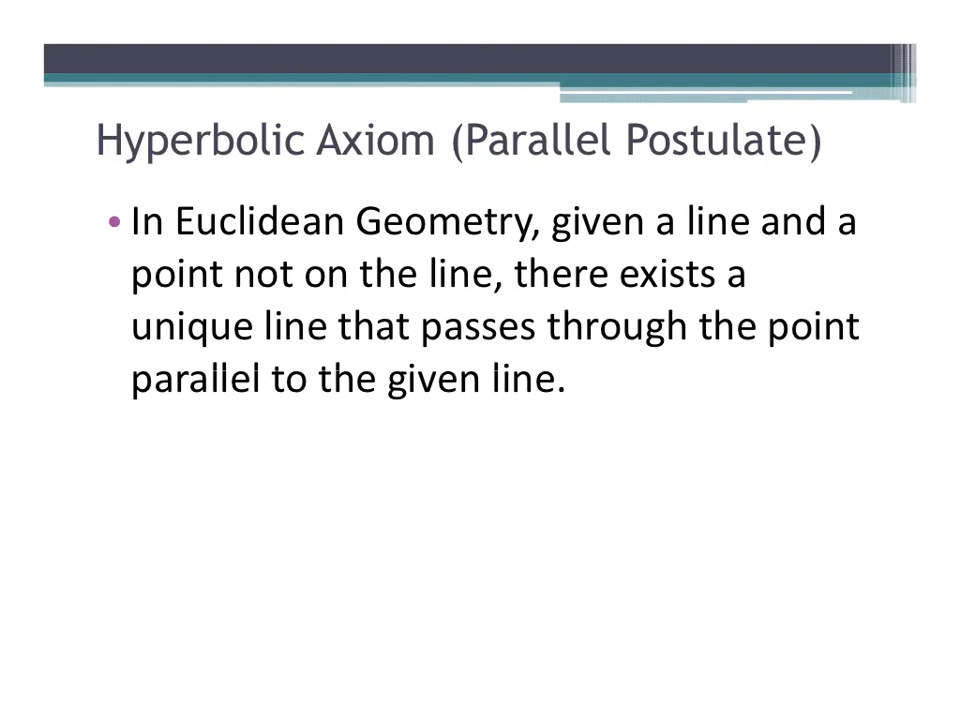 Hyperbolic Axiom (Parallel Postulate)
• In Euclidean Geometry, given a line and a
point not on the line, there exists a
unique line that passes through the point
parallel to the given line.